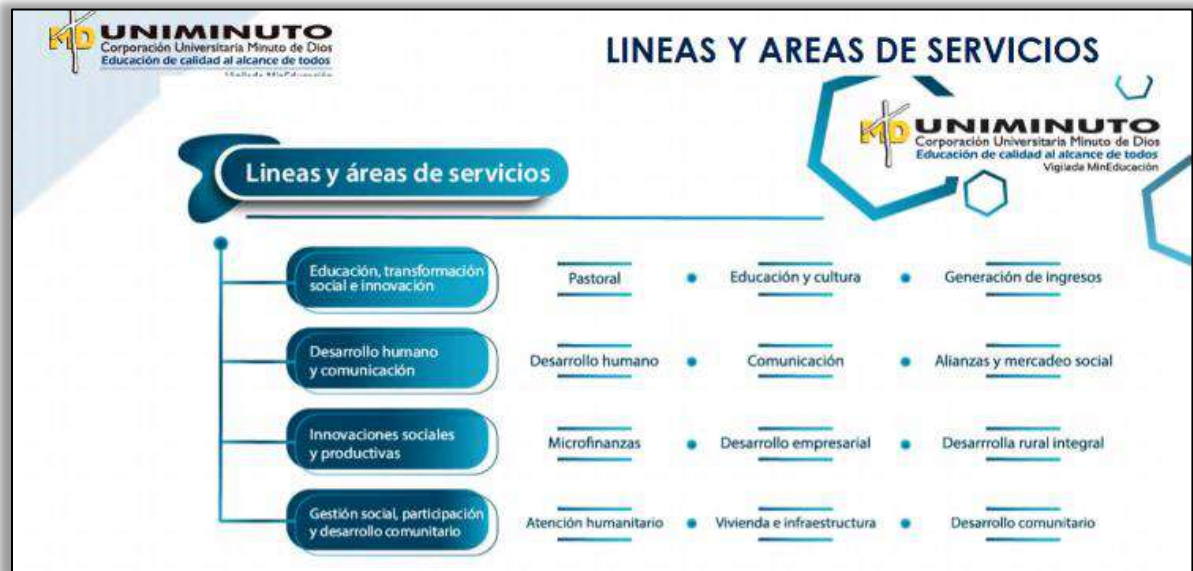 UNIMINUTO
Corporación Universitaria Minuto de Dios
Educación de calidad al alcance de todos
Vigilada MinEducación
LINEAS Y AREAS DE SERVICIOS
UNIMINUTO
Corporación Universitaria Minuto de Dios
Educación de calidad al alcance de todos
Vigilada MinEducación
Lineas y áreas de servicios
Educación, transformación
social e innovación
Pastoral
Educación y cultura
Generación de ingresos
Desarrollo humano
y comunicación
Desarrollo humano
Comunicación
Alianzas y mercadeo social
Innovaciones sociales
y productivas
Microfinanzas
Desarrollo empresarial
Desarrrolla rural integral
Gestión social, participación
y desarrollo comunitario
Atención humanitario
Vivienda e infraestructura
Desarrollo comunitario